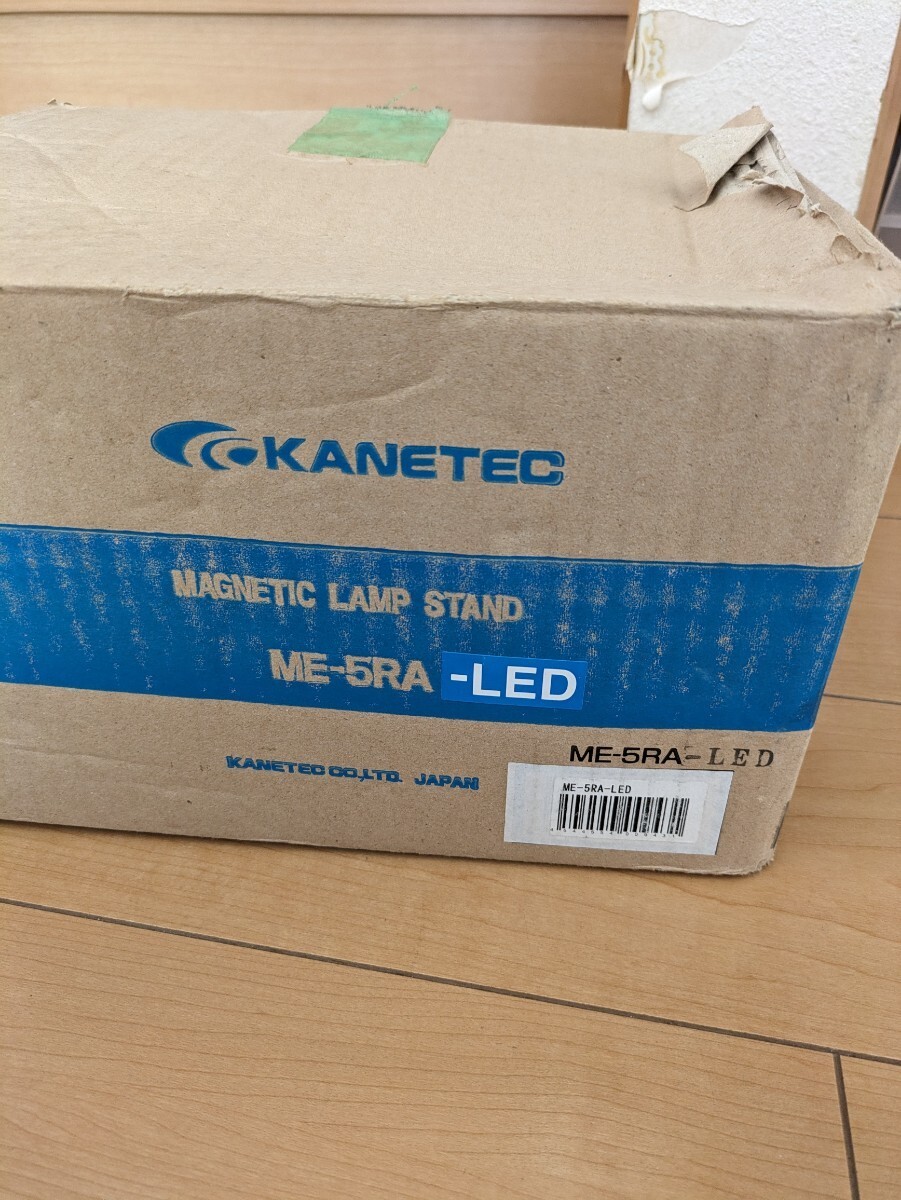 KANETEC
MAGNETIC LAMP STAND
ME-5RA -LED
KANETEC CO.,LTD. JAPAN
ME-5RA-LED
ME-5RA-LED